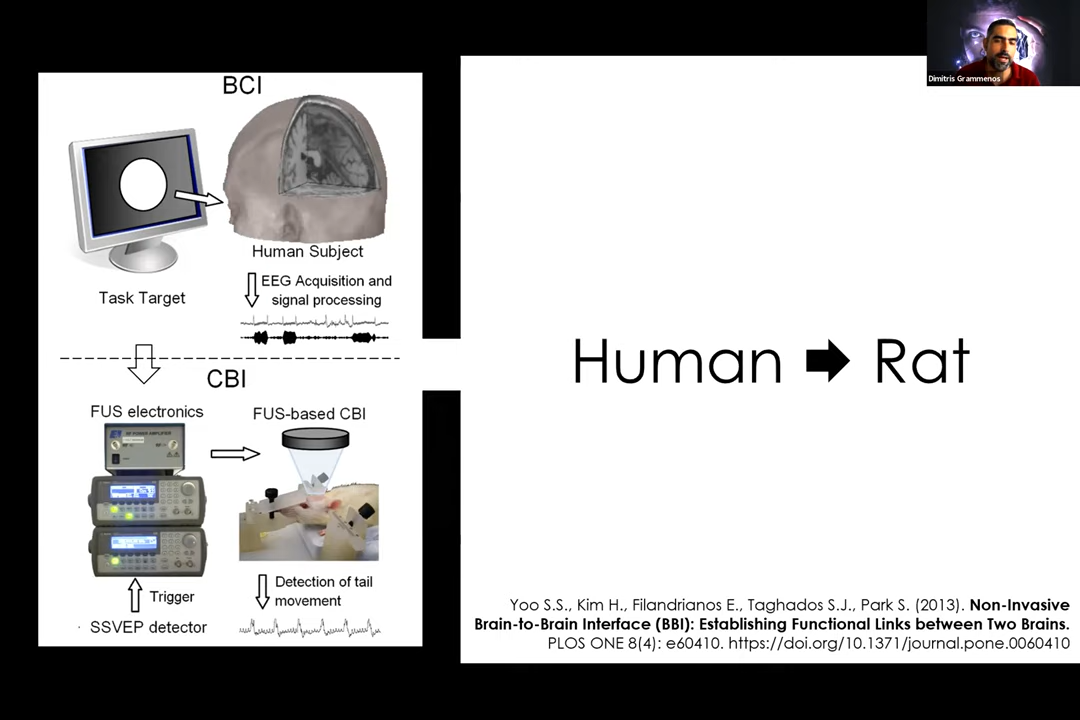 BCI
Human Subject
Task Target
EEG Acquisition and
signal processing
CBI
FUS electronics
FUS-based CBI
Trigger
SSVEP detector
Detection of tail
movement
Human ➡ Rat
Yoo S.S., Kim H., Filandrianos E., Taghados S.J., Park S. (2013). Non-Invasive
Brain-to-Brain Interface (BBI): Establishing Functional Links between Two Brains.
PLOS ONE 8(4): e60410. https://doi.org/10.1371/journal.pone.0060410
Dimitris Grammenos